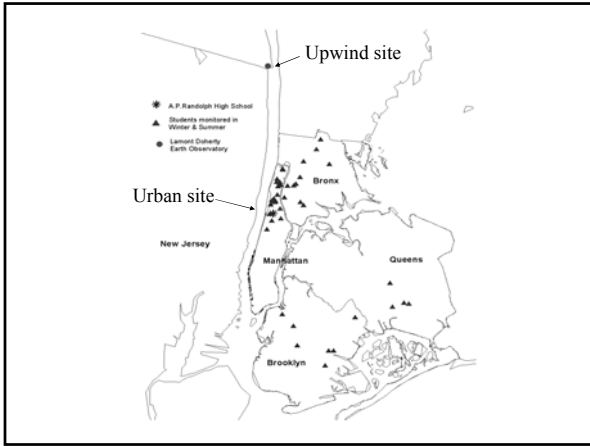 Upwind site
A.P. Randolph High School
Students monitored in
Winter & Summer
Lamont Doherty
Earth Observatory
Bronx
Urban site
New Jersey
Manhattan
Queens
Brooklyn